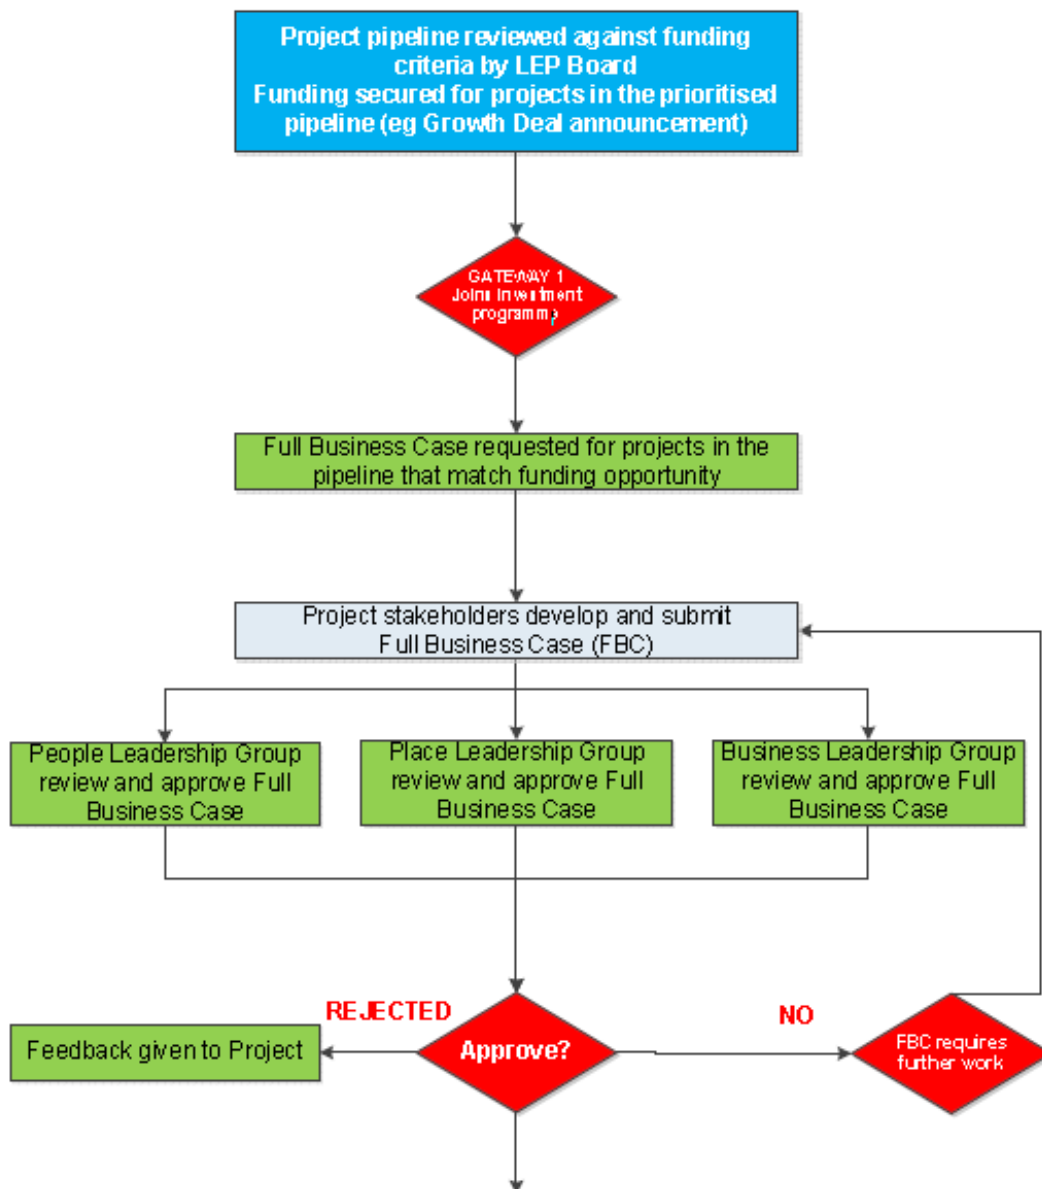 Project pipeline reviewed against funding
criteria by LEP Board
Funding secured for projects in the prioritised
pipeline (eg Growth Deal announcement)
GATEWAY 1
Joint Investment
programme
Full Business Case requested for projects in the
pipeline that match funding opportunity
Project stakeholders develop and submit
Full Business Case (FBC)
People Leadership Group
review and approve Full
Business Case
Place Leadership Group
review and approve Full
Business Case
Business Leadership Group
review and approve Full
Business Case
REJECTED
NO
Feedback given to Project
Approve?
FBC requires
further work